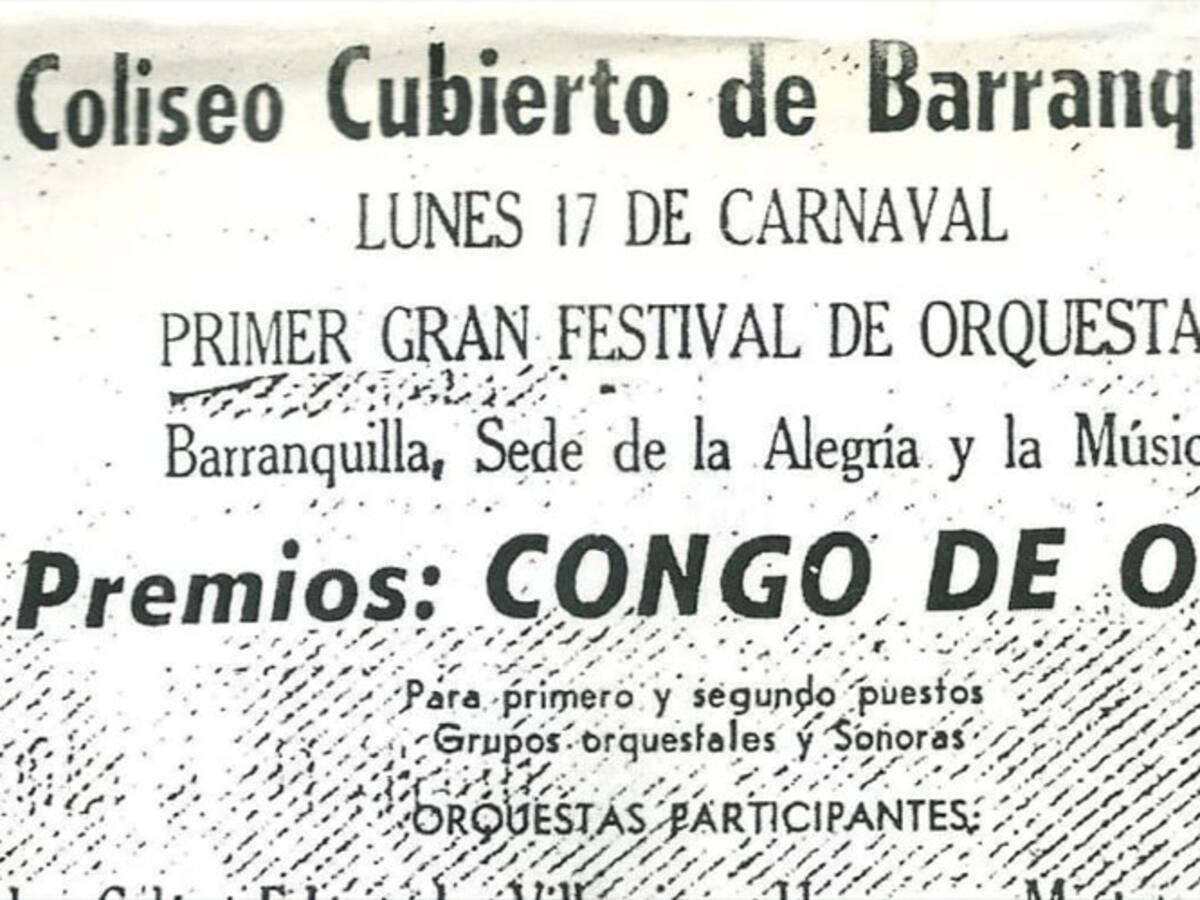 Coliseo Cubierto de Barranq
LUNES 17 DE CARNAVAL
PRIMER GRAN FESTIVAL DE ORQUESTA
Barranquilla, Sede de la Alegría y la Músic
Premios: CONGO DE O
Para primero y segundo puestos
Grupos orquestales y Sonoras
ORQUESTAS PARTICIPANTES: